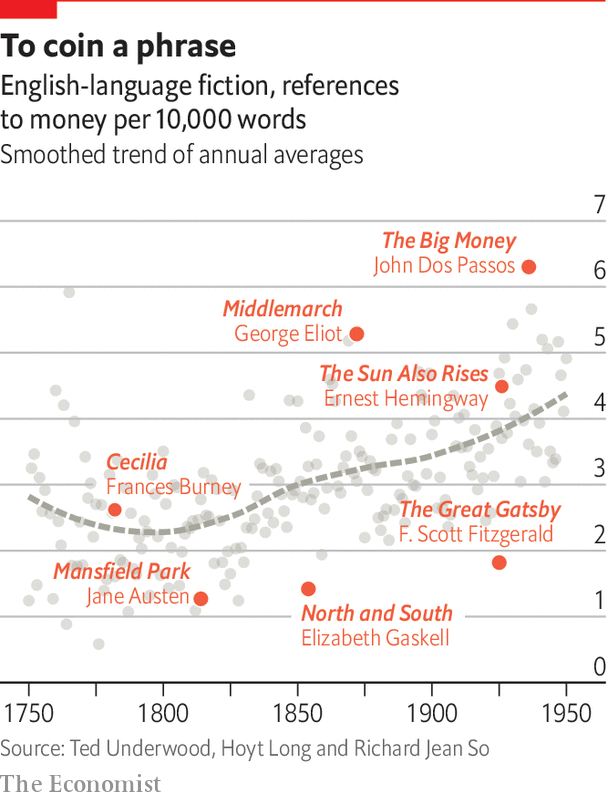 To coin a phrase
English-language fiction, references
to money per 10,000 words
Smoothed trend of annual averages
7
The Big Money
John Dos Passos
6
Middlemarch
George Eliot
5
The Sun Also Rises
Ernest Hemingway
4
Cecilia
Frances Burney
3
The Great Gatsby
F. Scott Fitzgerald
2
Mansfield Park
Jane Austen
1
North and South
Elizabeth Gaskell
0
1750 1800 1850 1900 1950
Source: Ted Underwood, Hoyt Long and Richard Jean So
The Economist